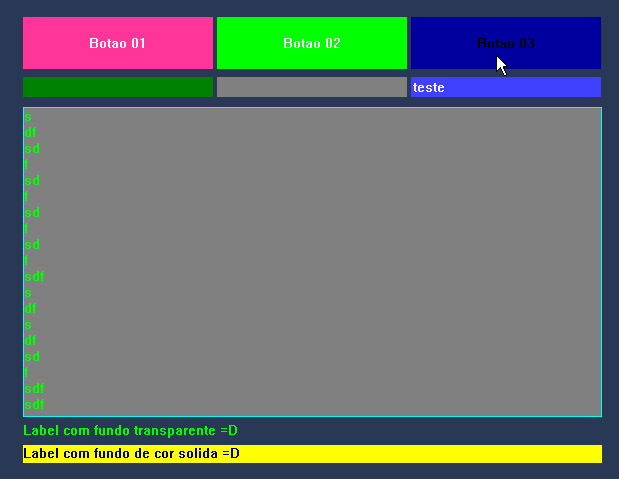 Botao 01 Botao 02 Botao 03
teste
s
df
sd
f
sd
f
sd
f
sd
f
sdf
s
df
s
df
sd
f
sdf
sdf
Label com fundo transparente =D
Label com fundo de cor solida =D